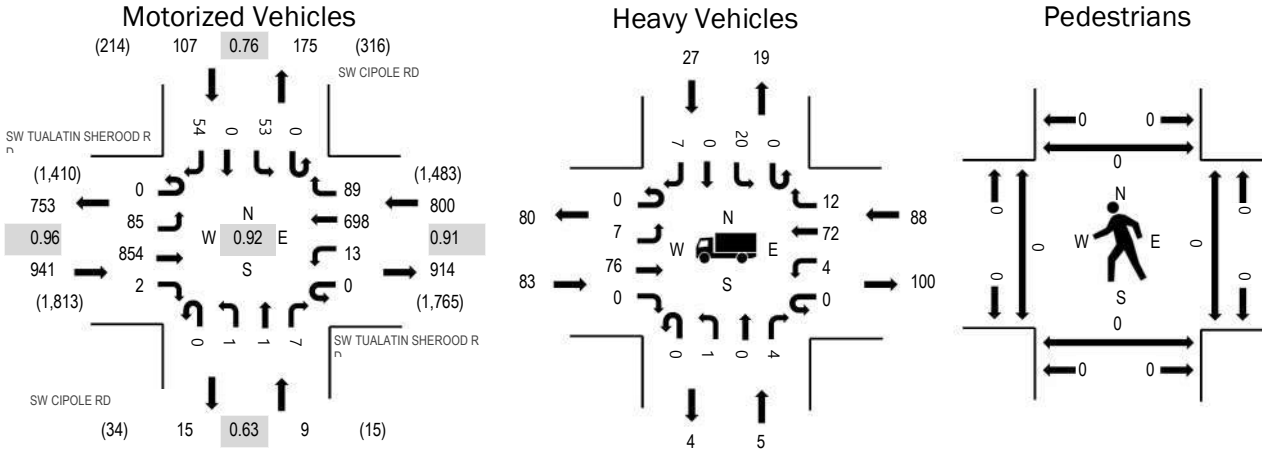 Motorized Vehicles
(214) 107 0.76 175 (316)
SW CIPOLE RD
54 0 53 0
SW TUALATIN SHEROOD R
D
(1,410) 0 89 (1,483)
753 85 N 698 800
0.96 W 0.92 E 0.91
941 854 S 13 914
(1,813) 2 0 (1,765)
0 1 1 7
SW TUALATIN SHEROOD R
D
SW CIPOLE RD
(34) 15 0.63 9 (15)
Heavy Vehicles
27 19
7 0 20 0
0 12
80 7 N 72 88
W E
83 76 S 4 100
0 0
0 1 0 4
4 5
Pedestrians
0 0
0
0 N 0
W 0 0 E
0 S 0
0
0 0